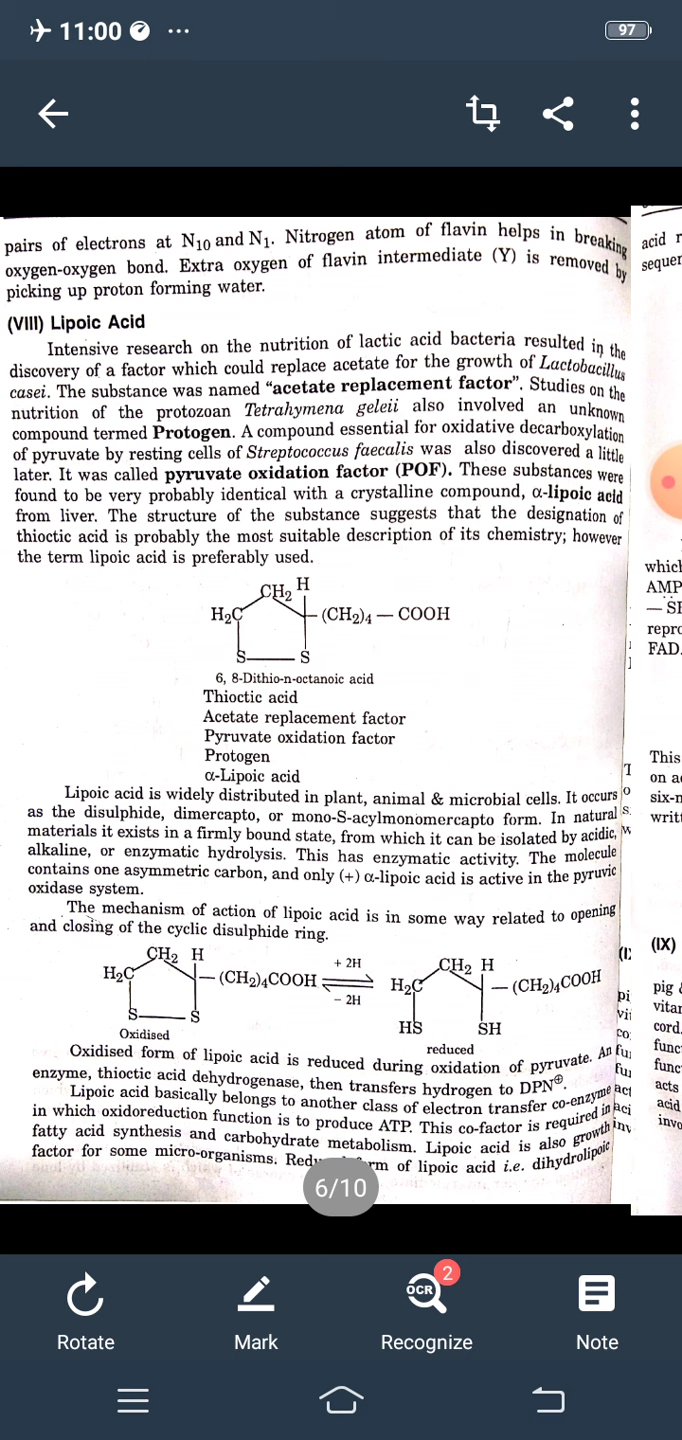 11:00
97
pairs of electrons at N10 and N1. Nitrogen atom of flavin helps in breaking
oxygen-oxygen bond. Extra oxygen of flavin intermediate (Y) is removed by
picking up proton forming water.
(VIII) Lipoic Acid
Intensive research on the nutrition of lactic acid bacteria resulted in the
discovery of a factor which could replace acetate for the growth of Lactobacillus
casei. The substance was named “acetate replacement factor”. Studies on the
nutrition of the protozoan Tetrahymena geleii also involved an unknown
compound termed Protogen. A compound essential for oxidative decarboxylation
of pyruvate by resting cells of Streptococcus faecalis was also discovered a little
later. It was called pyruvate oxidation factor (POF). These substances were
found to be very probably identical with a crystalline compound, α-lipoic acid
from liver. The structure of the substance suggests that the designation of
thioctic acid is probably the most suitable description of its chemistry; however
the term lipoic acid is preferably used.
CH2 H
H2C (CH2)4 — COOH
S S
6, 8-Dithio-n-octanoic acid
Thioctic acid
Acetate replacement factor
Pyruvate oxidation factor
Protogen
α-Lipoic acid
Lipoic acid is widely distributed in plant, animal & microbial cells. It occurs
as the disulphide, dimercapto, or mono-S-acylmonomercapto form. In natural
materials it exists in a firmly bound state, from which it can be isolated by acidic,
alkaline, or enzymatic hydrolysis. This has enzymatic activity. The molecule
contains one asymmetric carbon, and only (+) α-lipoic acid is active in the pyruvic
oxidase system.
The mechanism of action of lipoic acid is in some way related to opening
and closing of the cyclic disulphide ring.
CH2 H + 2H CH2 H
H2C — (CH2)4COOH H2C — (CH2)4COOH
– 2H
S S HS SH
Oxidised reduced
Oxidised form of lipoic acid is reduced during oxidation of pyruvate. An
enzyme, thioctic acid dehydrogenase, then transfers hydrogen to DPN⊕.
Lipoic acid basically belongs to another class of electron transfer co-enzyme
in which oxidoreduction function is to produce ATP. This co-factor is required in
fatty acid synthesis and carbohydrate metabolism. Lipoic acid is also growth
factor for some micro-organisms. rm of lipoic acid i.e. dihydrolipoic
6/10
acid
which
AMP
FAD.
This
(IX)
pig
cord.
acts
acid
2
OCR
Rotate
Mark
Recognize
Note